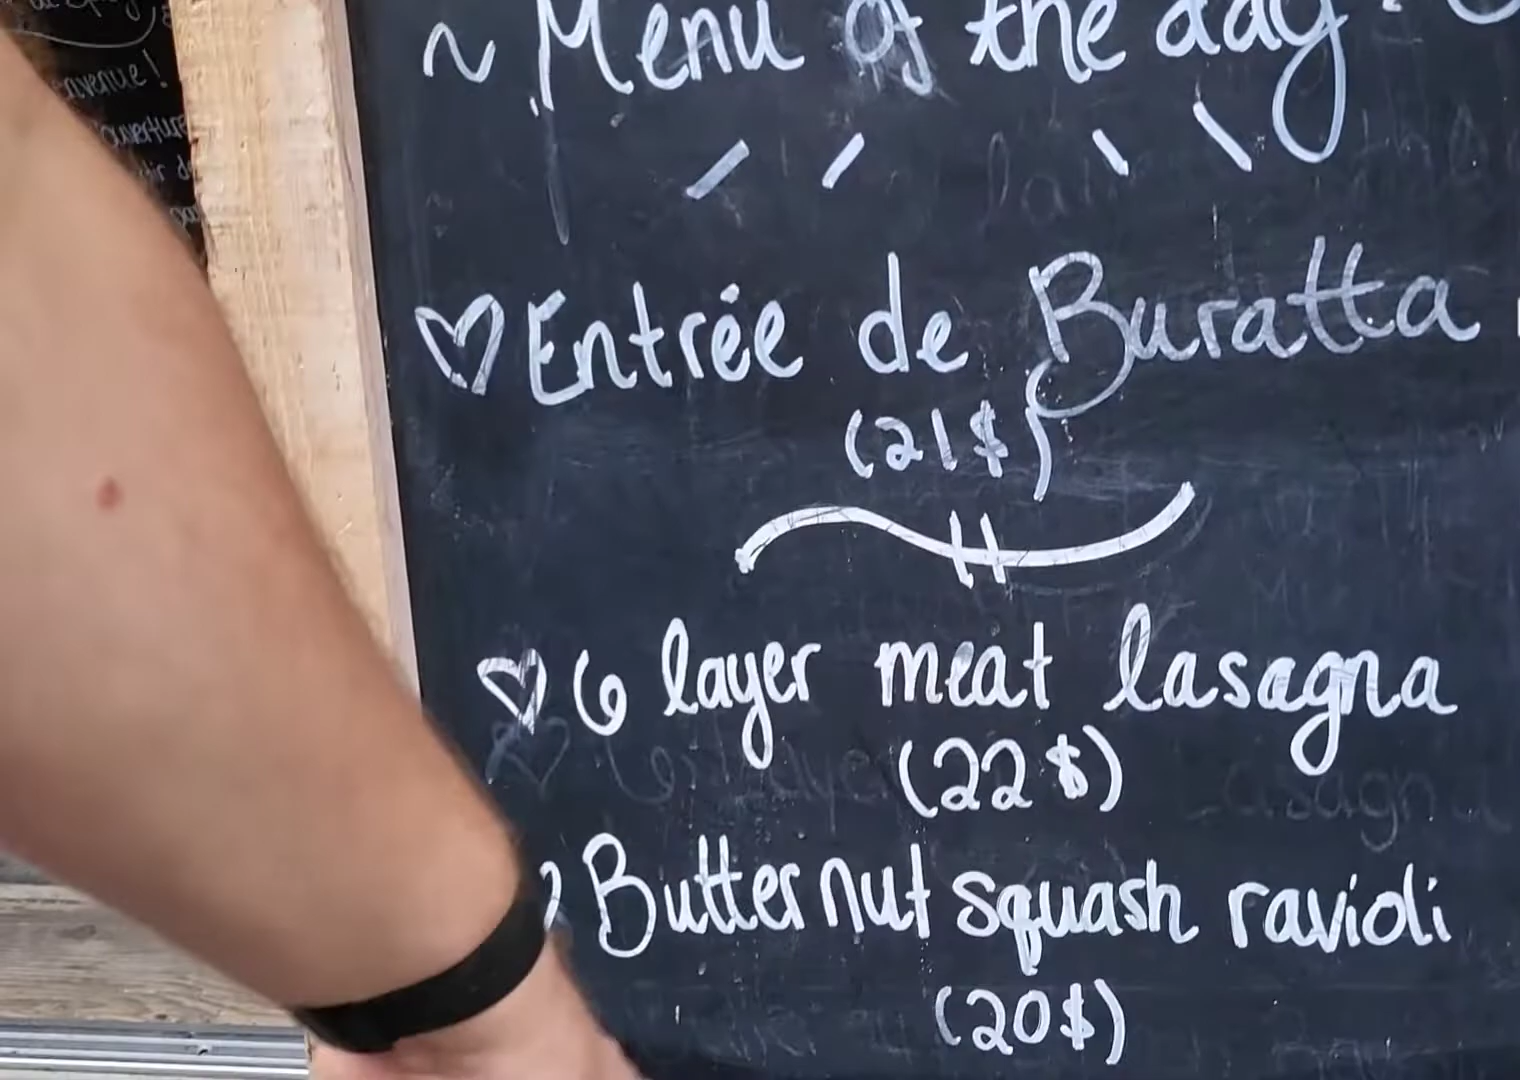 ~ Menu of the day
Entrée de Buratta
(21$)
6 layer meat lasagna
(22$)
Butternut squash ravioli
(20$)